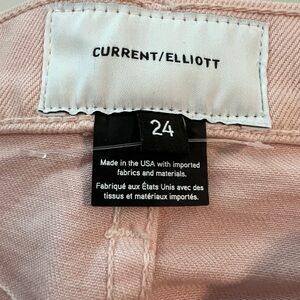 CURRENT/ELLIOTT
24
Made in the USA with imported
fabrics and materials.
Fabriqué aux États Unis avec des
tissus et matériaux importés.